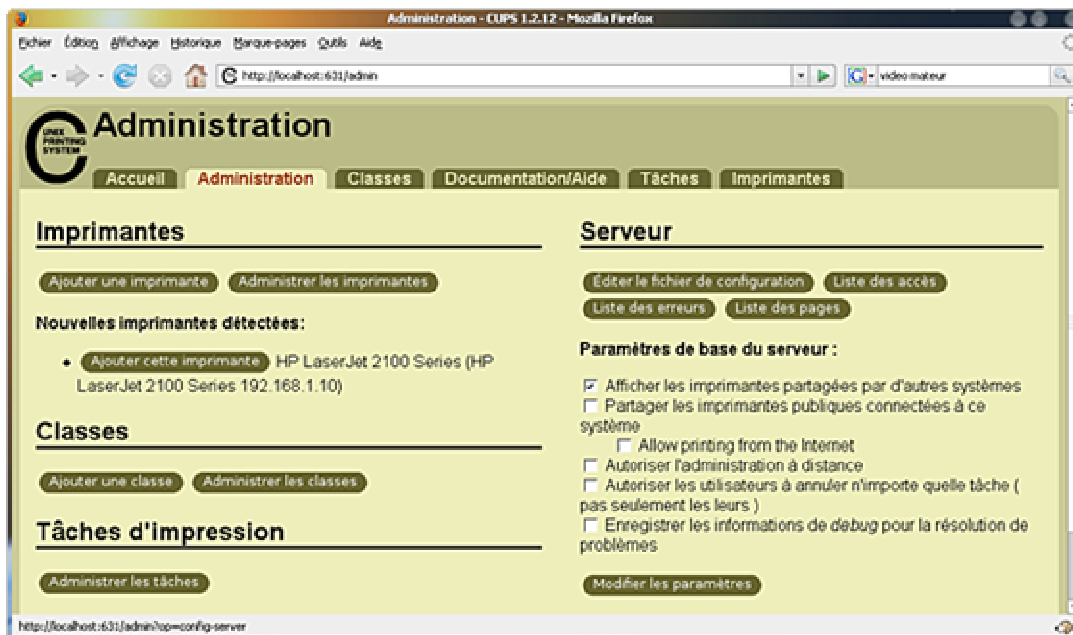 Administration - CUPS 1.2.12 - Mozilla Firefox
Fichier Édition Affichage Historique Marque-pages Outils Aide
http://localhost:631/admin
video mateur
UNIX PRINTING SYSTEM
Administration
Accueil Administration Classes Documentation/Aide Tâches Imprimantes
Imprimantes
Ajouter une imprimante Administrer les imprimantes
Nouvelles imprimantes détectées:
Ajouter cette imprimante HP LaserJet 2100 Series (HP
LaserJet 2100 Series 192.168.1.10)
Classes
Ajouter une classe Administrer les classes
Tâches d'impression
Administrer les tâches
Serveur
Éditer le fichier de configuration Liste des accès
Liste des erreurs Liste des pages
Paramètres de base du serveur :
Afficher les imprimantes partagées par d'autres systèmes
Partager les imprimantes publiques connectées à ce
système
Allow printing from the Internet
Autoriser l'administration à distance
Autoriser les utilisateurs à annuler n'importe quelle tâche (
pas seulement les leurs )
Enregistrer les informations de debug pour la résolution de
problèmes
Modifier les paramètres
http://localhost:631/admin?op=config-server